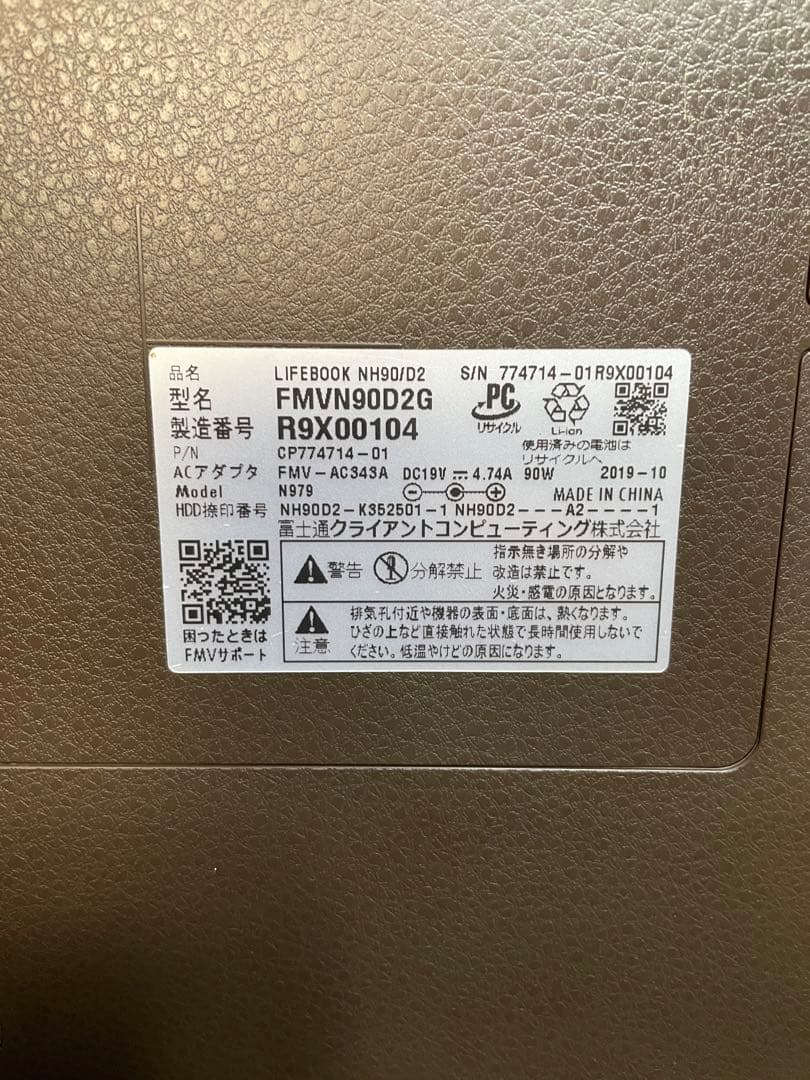 品名 LIFEBOOK NH90/D2 S/N 774714-01R9X00104
型名 FMVN90D2G
製造番号 R9X00104
PC
リサイクル
Li-ion
使用済みの電池は
リサイクルへ
P/N CP774714-01
ACアダプタ FMV-AC343A DC19V 4.74A 90W 2019-10
Model N979 MADE IN CHINA
HDD捺印番号 NH90D2-K352501-1 NH90D2---A2----1
富士通クライアントコンピューティング株式会社
困ったときは
FMVサポート
警告 分解禁止
指示無き場所の分解や
改造は禁止です。
火災・感電の原因となります。
注意
排気孔付近や機器の表面・底面は、熱くなります。
ひざの上など直接触れた状態で長時間使用しないで
ください。低温やけどの原因になります。